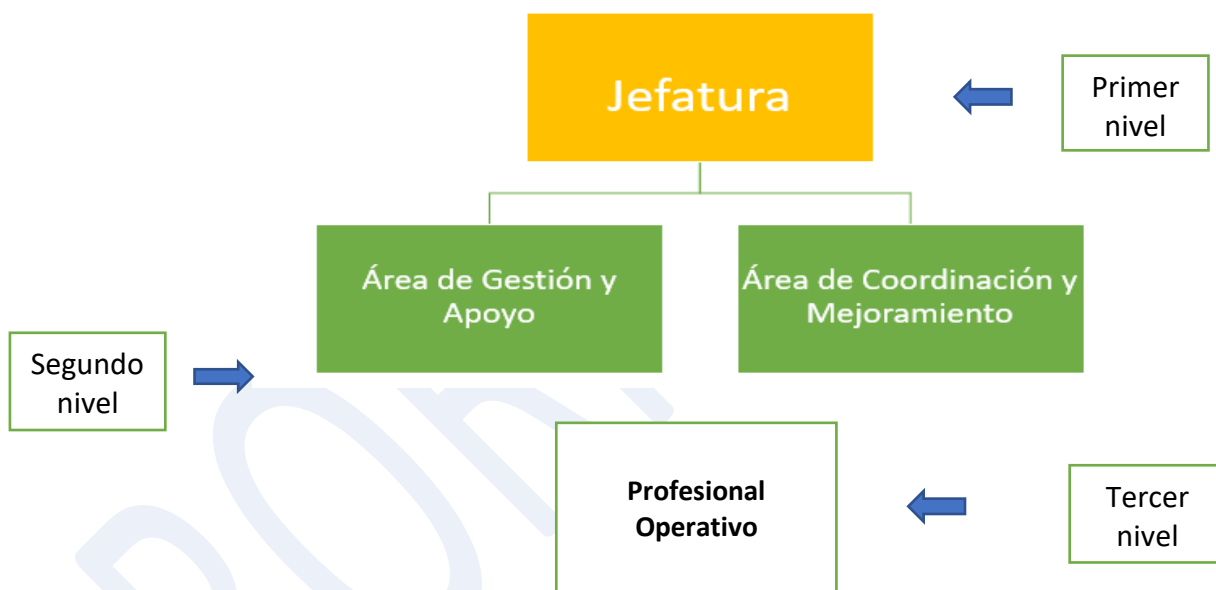 Jefatura
Primer
nivel
Área de Gestión y
Apoyo
Área de Coordinación y
Mejoramiento
Segundo
nivel
Profesional
Operativo
Tercer
nivel